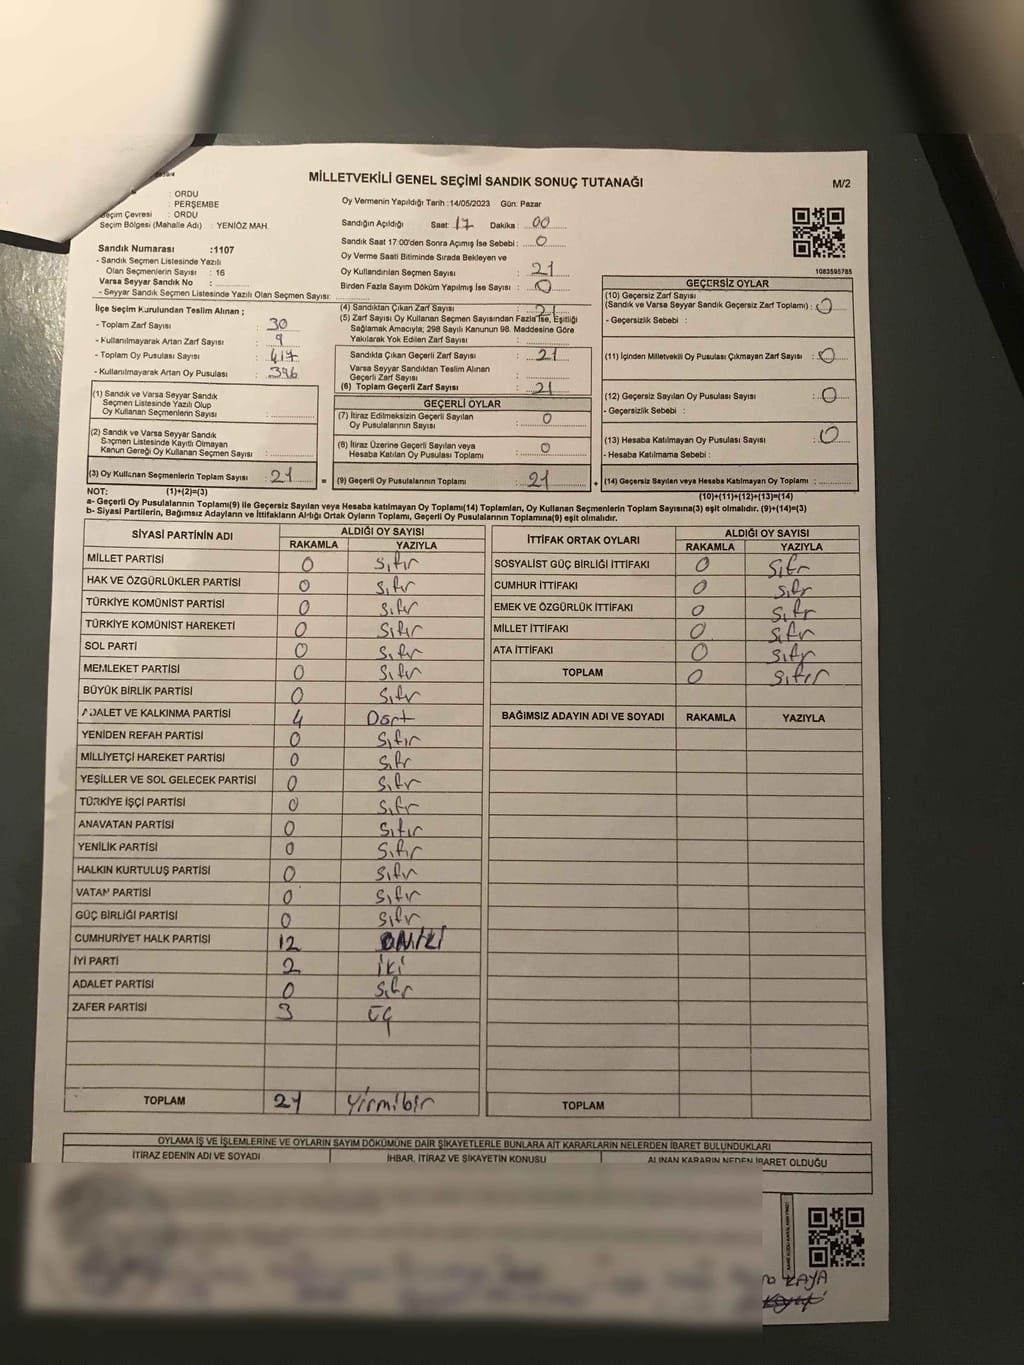 MİLLETVEKİLİ GENEL SEÇİMİ SANDIK SONUÇ TUTANAĞI
M/2
: ORDU
: PERŞEMBE
Seçim Çevresi : ORDU
Seçim Bölgesi (Mahalle Adı) : YENİÖZ MAH.
Oy Vermenin Yapıldığı Tarih :14/05/2023 Gün: Pazar
Sandığın Açıldığı Saat: 17 Dakika : 00
Sandık Saat 17:00'den Sonra Açımış İse Sebebi : 0
Oy Verme Saati Bitiminde Sırada Bekleyen ve
Oy Kullandırılan Seçmen Sayısı : 21
Birden Fazla Sayım Döküm Yapılmış İse Sayısı : 0
1083595785
Sandık Numarası :1107
- Sandık Seçmen Listesinde Yazılı
Olan Seçmenlerin Sayısı : 16
Varsa Seyyar Sandık No :
- Seyyar Sandık Seçmen Listesinde Yazılı Olan Seçmen Sayısı:
İlçe Seçim Kurulundan Teslim Alınan ;
- Toplam Zarf Sayısı : 30
- Kullanılmayarak Artan Zarf Sayısı : 9
- Toplam Oy Pusulası Sayısı : 417
- Kullanılmayarak Artan Oy Pusulası : 396
(1) Sandık ve Varsa Seyyar Sandık
Seçmen Listesinde Yazılı Olup
Oy Kullanan Seçmenlerin Sayısı :
(2) Sandık ve Varsa Seyyar Sandık
Seçmen Listesinde Kayıtlı Olmayan
Kanun Gereği Oy Kullanan Seçmen Sayısı :
(3) Oy Kullanan Seçmenlerin Toplam Sayısı : 21 =
(4) Sandıktan Çıkan Zarf Sayısı : 21
(5) Zarf Sayısı Oy Kullanan Seçmen Sayısından Fazla İse, Eşitliği
Sağlamak Amacıyla; 298 Sayılı Kanunun 98. Maddesine Göre
Yakılarak Yok Edilen Zarf Sayısı :
Sandıkta Çıkan Geçerli Zarf Sayısı : 21
Varsa Seyyar Sandıktan Teslim Alınan
Geçerli Zarf Sayısı :
(6) Toplam Geçerli Zarf Sayısı : 21
GEÇERLİ OYLAR
(7) İtiraz Edilmeksizin Geçerli Sayılan
Oy Pusulalarının Sayısı : 0
(8) İtiraz Üzerine Geçerli Sayılan veya
Hesaba Katılan Oy Pusulası Toplamı : 0
(9) Geçerli Oy Pusulalarının Toplamı : 21 +
GEÇERSİZ OYLAR
(10) Geçersiz Zarf Sayısı
(Sandık ve Varsa Seyyar Sandık Geçersiz Zarf Toplamı) : 0
- Geçersizlik Sebebi :
(11) İçinden Milletvekili Oy Pusulası Çıkmayan Zarf Sayısı : 0
(12) Geçersiz Sayılan Oy Pusulası Sayısı : 0
- Geçersizlik Sebebi :
(13) Hesaba Katılmayan Oy Pusulası Sayısı : 0
- Hesaba Katılmama Sebebi :
(14) Geçersiz Sayılan veya Hesaba Katılmayan Oy Toplamı :
NOT: (1)+(2)=(3) (10)+(11)+(12)+(13)=(14)
a- Geçerli Oy Pusulalarının Toplamı(9) ile Geçersiz Sayılan veya Hesaba katılmayan Oy Toplamı(14) Toplamları, Oy Kullanan Seçmenlerin Toplam Sayısına(3) eşit olmalıdır. (9)+(14)=(3)
b- Siyasi Partilerin, Bağımsız Adayların ve İttifakların Aldığı Ortak Oyların Toplamı, Geçerli Oy Pusulalarının Toplamına(9) eşit olmalıdır.
SİYASİ PARTİNİN ADI ALDIĞI OY SAYISI
RAKAMLA YAZIYLA
MİLLET PARTİSİ 0 Sıfır
HAK VE ÖZGÜRLÜKLER PARTİSİ 0 Sıfır
TÜRKİYE KOMÜNİST PARTİSİ 0 Sıfır
TÜRKİYE KOMÜNİST HAREKETİ 0 Sıfır
SOL PARTİ 0 Sıfır
MEMLEKET PARTİSİ 0 Sıfır
BÜYÜK BİRLİK PARTİSİ 0 Sıfır
ADALET VE KALKINMA PARTİSİ 4 Dört
YENİDEN REFAH PARTİSİ 0 Sıfır
MİLLİYETÇİ HAREKET PARTİSİ 0 Sıfır
YEŞİLLER VE SOL GELECEK PARTİSİ 0 Sıfır
TÜRKİYE İŞÇİ PARTİSİ 0 Sıfır
ANAVATAN PARTİSİ 0 Sıfır
YENİLİK PARTİSİ 0 Sıfır
HALKIN KURTULUŞ PARTİSİ 0 Sıfır
VATAN PARTİSİ 0 Sıfır
GÜÇ BİRLİĞİ PARTİSİ 0 Sıfır
CUMHURİYET HALK PARTİSİ 12 ONİKİ
İYİ PARTİ 2 İKİ
ADALET PARTİSİ 0 Sıfır
ZAFER PARTİSİ 3 ÜÇ
TOPLAM 21 Yirmibir
İTTİFAK ORTAK OYLARI ALDIĞI OY SAYISI
RAKAMLA YAZIYLA
SOSYALİST GÜÇ BİRLİĞİ İTTİFAKI 0 Sıfır
CUMHUR İTTİFAKI 0 Sıfır
EMEK VE ÖZGÜRLÜK İTTİFAKI 0 Sıfır
MİLLET İTTİFAKI 0 Sıfır
ATA İTTİFAKI 0 Sıfır
TOPLAM 0 Sıfır
BAĞIMSIZ ADAYIN ADI VE SOYADI RAKAMLA YAZIYLA
TOPLAM
OYLAMA İŞ VE İŞLEMLERİNE VE OYLARIN SAYIM DÖKÜMÜNE DAİR ŞİKAYETLERLE BUNLARA AİT KARARLARIN NELERDEN İBARET BULUNDUKLARI
İTİRAZ EDENİN ADI VE SOYADI İHBAR, İTİRAZ VE ŞİKAYETİN KONUSU ALINAN KARARIN NEDEN İBARET OLDUĞU
KAYA